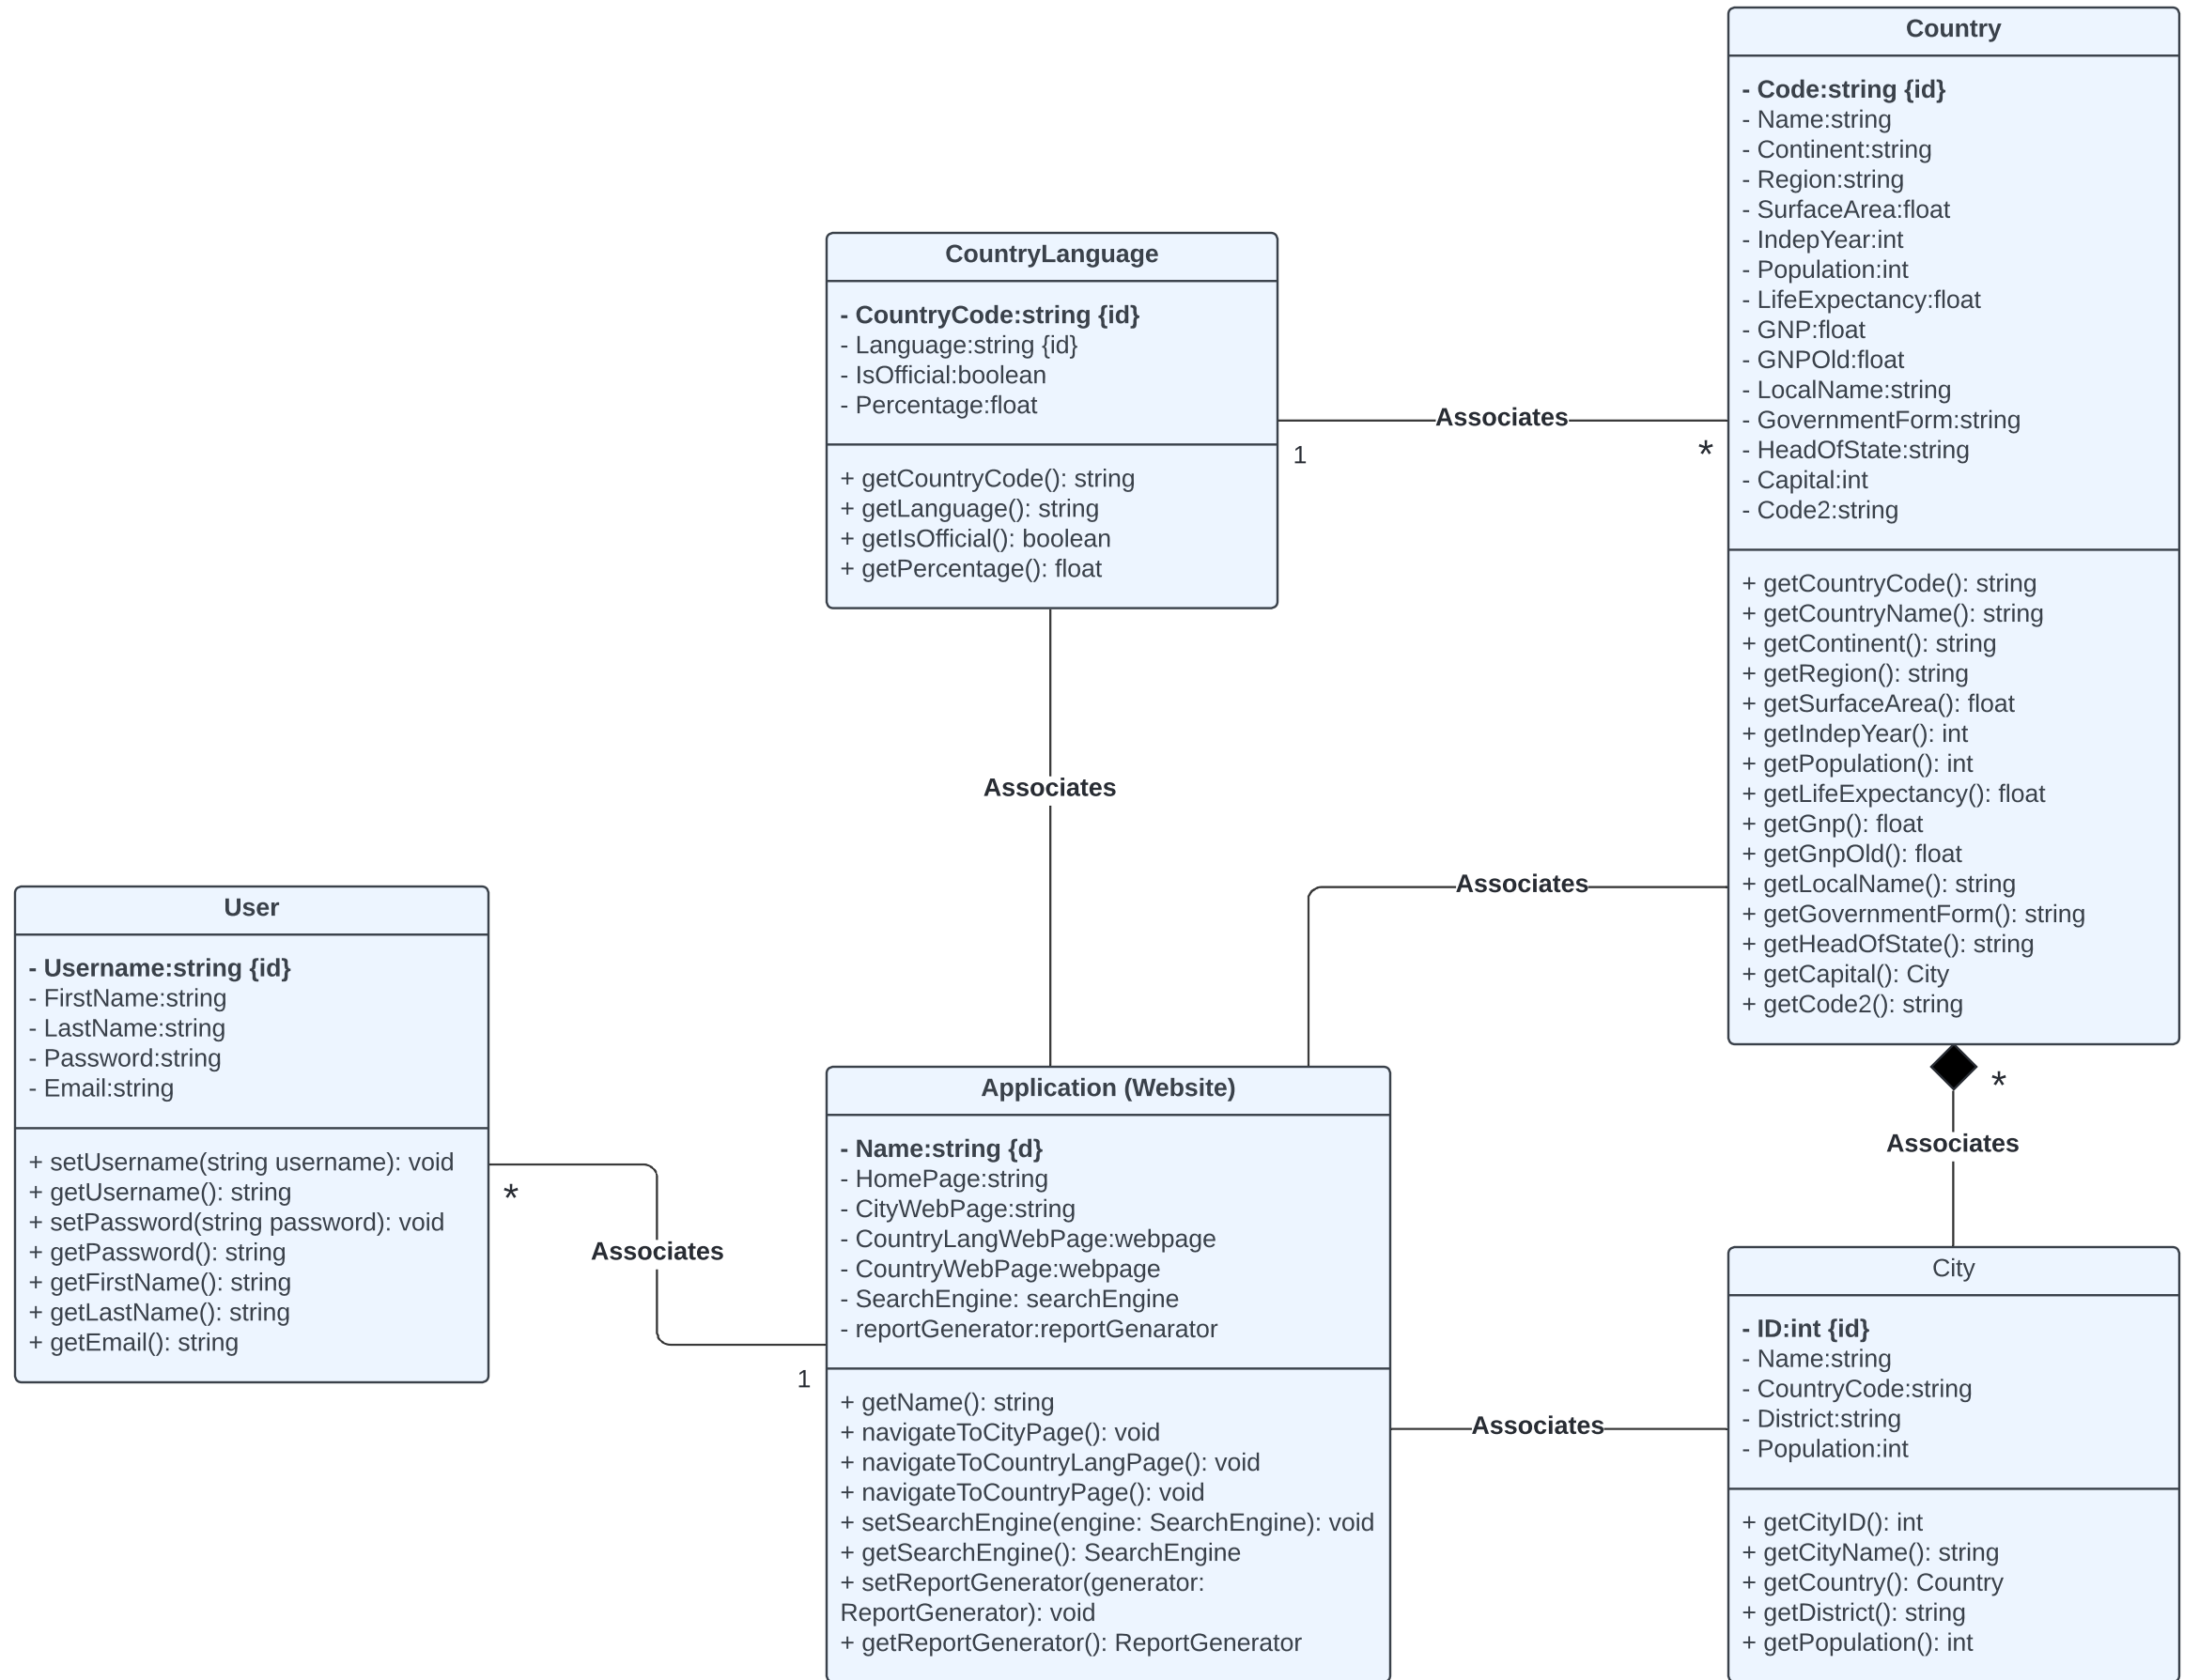 Country
- Code:string {id}
- Name:string
- Continent:string
- Region:string
- SurfaceArea:float
- IndepYear:int
- Population:int
- LifeExpectancy:float
- GNP:float
- GNPOld:float
- LocalName:string
- GovernmentForm:string
- HeadOfState:string
- Capital:int
- Code2:string
+ getCountryCode(): string
+ getCountryName(): string
+ getContinent(): string
+ getRegion(): string
+ getSurfaceArea(): float
+ getIndepYear(): int
+ getPopulation(): int
+ getLifeExpectancy(): float
+ getGnp(): float
+ getGnpOld(): float
+ getLocalName(): string
+ getGovernmentForm(): string
+ getHeadOfState(): string
+ getCapital(): City
+ getCode2(): string
CountryLanguage
- CountryCode:string {id}
- Language:string {id}
- IsOfficial:boolean
- Percentage:float
+ getCountryCode(): string
+ getLanguage(): string
+ getIsOfficial(): boolean
+ getPercentage(): float
Associates
1
*
Associates
Associates
User
- Username:string {id}
- FirstName:string
- LastName:string
- Password:string
- Email:string
+ setUsername(string username): void
+ getUsername(): string
+ setPassword(string password): void
+ getPassword(): string
+ getFirstName(): string
+ getLastName(): string
+ getEmail(): string
*
Associates
1
Application (Website)
- Name:string {d}
- HomePage:string
- CityWebPage:string
- CountryLangWebPage:webpage
- CountryWebPage:webpage
- SearchEngine: searchEngine
- reportGenerator:reportGenarator
+ getName(): string
+ navigateToCityPage(): void
+ navigateToCountryLangPage(): void
+ navigateToCountryPage(): void
+ setSearchEngine(engine: SearchEngine): void
+ getSearchEngine(): SearchEngine
+ setReportGenerator(generator:
ReportGenerator): void
+ getReportGenerator(): ReportGenerator
*
Associates
Associates
City
- ID:int {id}
- Name:string
- CountryCode:string
- District:string
- Population:int
+ getCityID(): int
+ getCityName(): string
+ getCountry(): Country
+ getDistrict(): string
+ getPopulation(): int